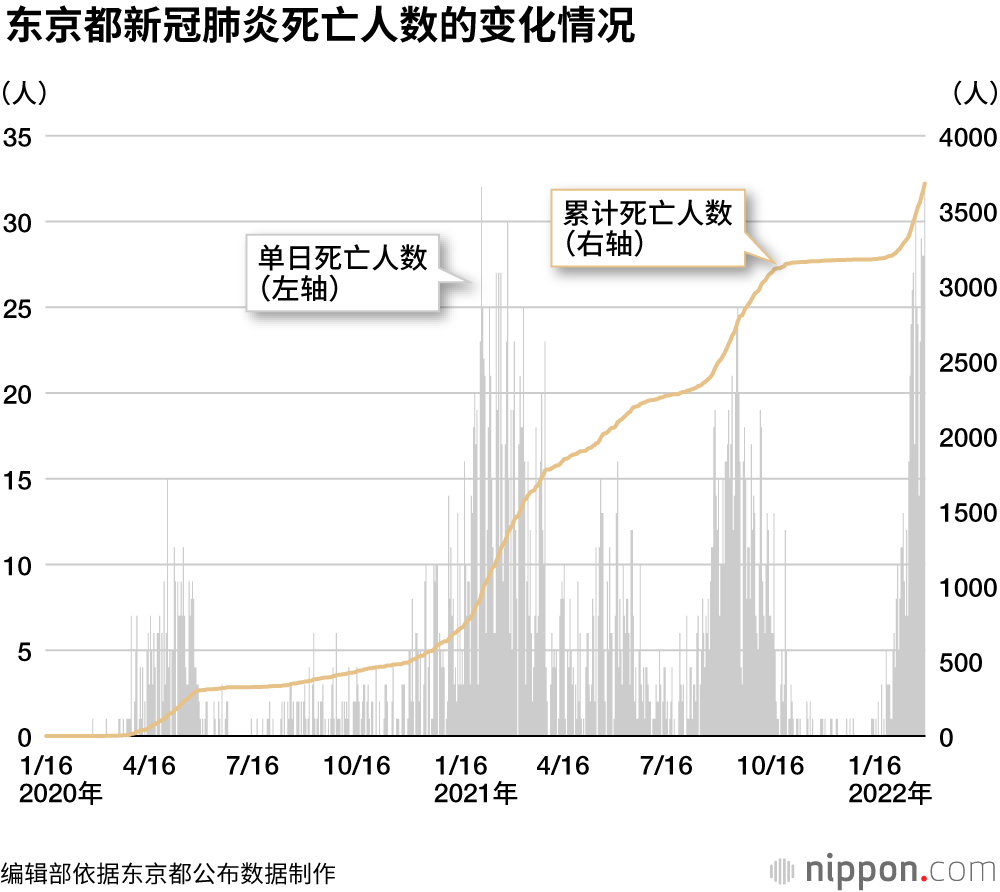 东京都新冠肺炎死亡人数的变化情况
（人） （人）
35 4000
30 3500
25 3000
20 2500
15 2000
10 1500
5 1000
0 500
0
单日死亡人数
（左轴）
累计死亡人数
（右轴）
1/16 4/16 7/16 10/16 1/16 4/16 7/16 10/16 1/16
2020年 2021年 2022年
编辑部依据东京都公布数据制作
nippon.com